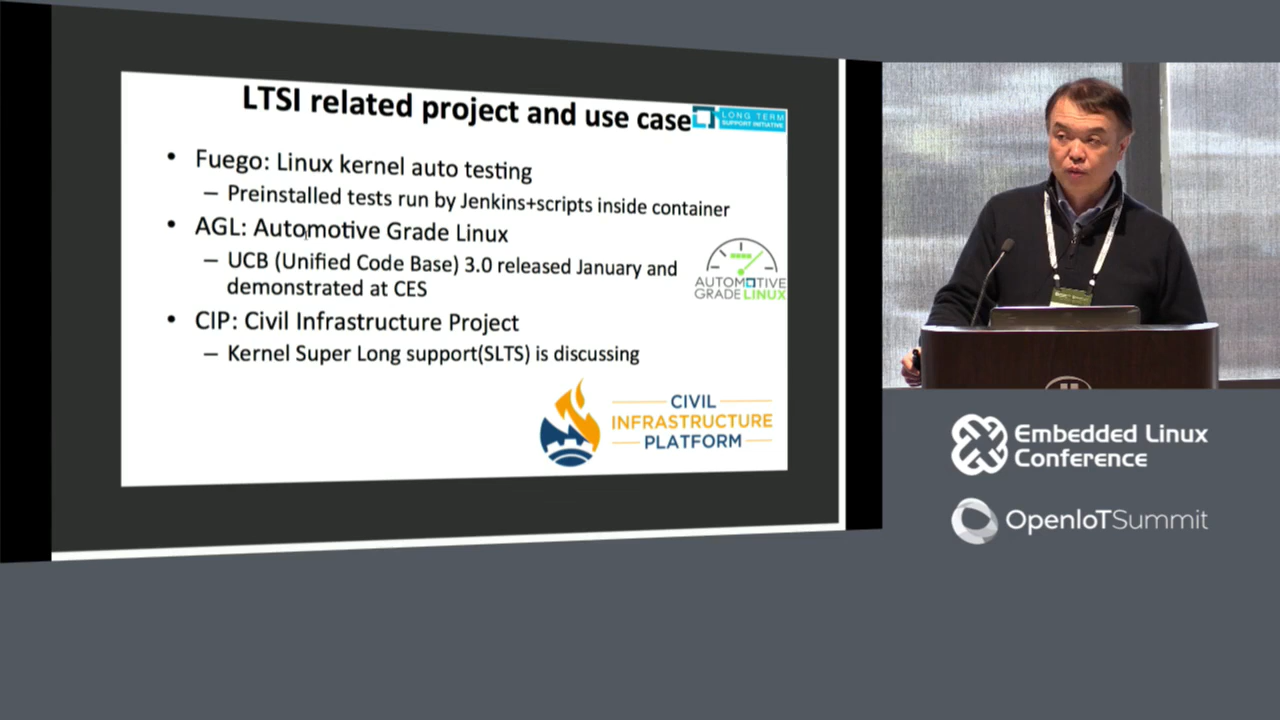 LTSI related project and use case
LONG TERM
SUPPORT INITIATIVE
• Fuego: Linux kernel auto testing
– Preinstalled tests run by Jenkins+scripts inside container
• AGL: Automotive Grade Linux
– UCB (Unified Code Base) 3.0 released January and
demonstrated at CES
AUTOMOTIVE
GRADE LINUX
• CIP: Civil Infrastructure Project
– Kernel Super Long support(SLTS) is discussing
CIVIL
INFRASTRUCTURE
PLATFORM
Embedded Linux
Conference
OpenIoTSummit